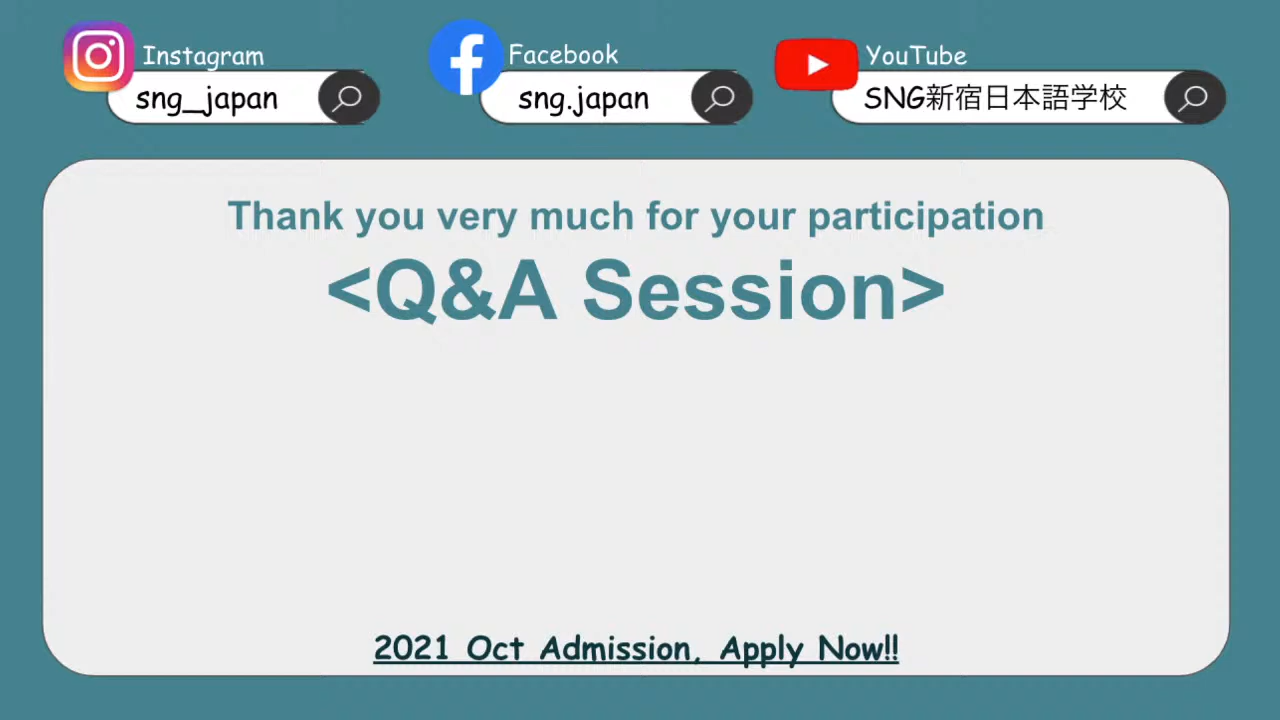 Instagram
sng_japan
Facebook
sng.japan
YouTube
SNG新宿日本語学校
Thank you very much for your participation
<Q&A Session>
2021 Oct Admission, Apply Now!!